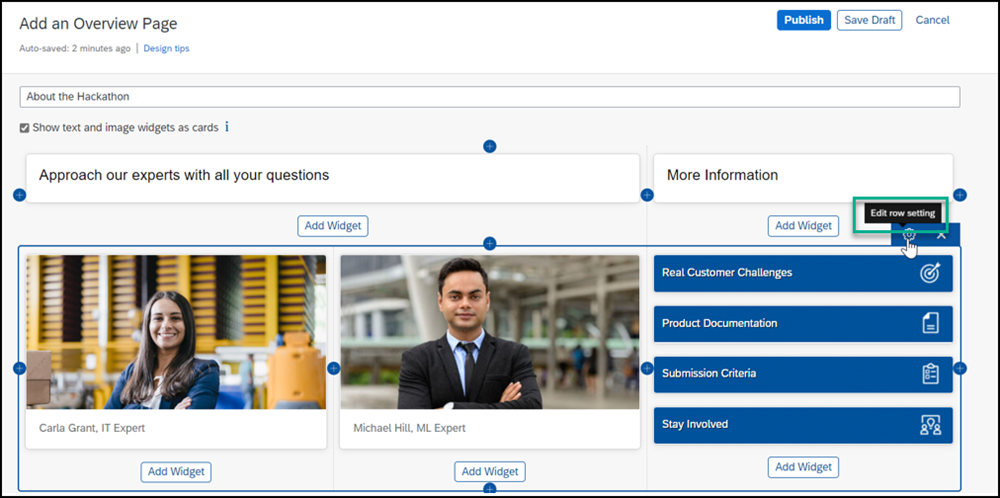 Add an Overview Page
Publish
Save Draft
Cancel
Auto-saved: 2 minutes ago | Design tips
About the Hackathon
Show text and image widgets as cards i
Approach our experts with all your questions
More Information
Add Widget
Add Widget
Edit row setting
Real Customer Challenges
Product Documentation
Submission Criteria
Stay Involved
Carla Grant, IT Expert
Michael Hill, ML Expert
Add Widget
Add Widget
Add Widget